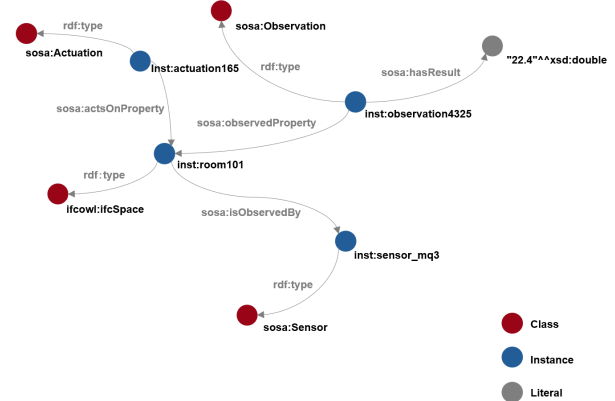 rdf:type
sosa:Observation
sosa:Actuation
inst:actuation165
rdf:type
sosa:hasResult
"22.4"^^xsd:double
sosa:actsOnProperty
sosa:observedProperty
inst:observation4325
inst:room101
rdf:type
ifcowl:ifcSpace
sosa:isObservedBy
inst:sensor_mq3
rdf:type
sosa:Sensor
Class
Instance
Literal